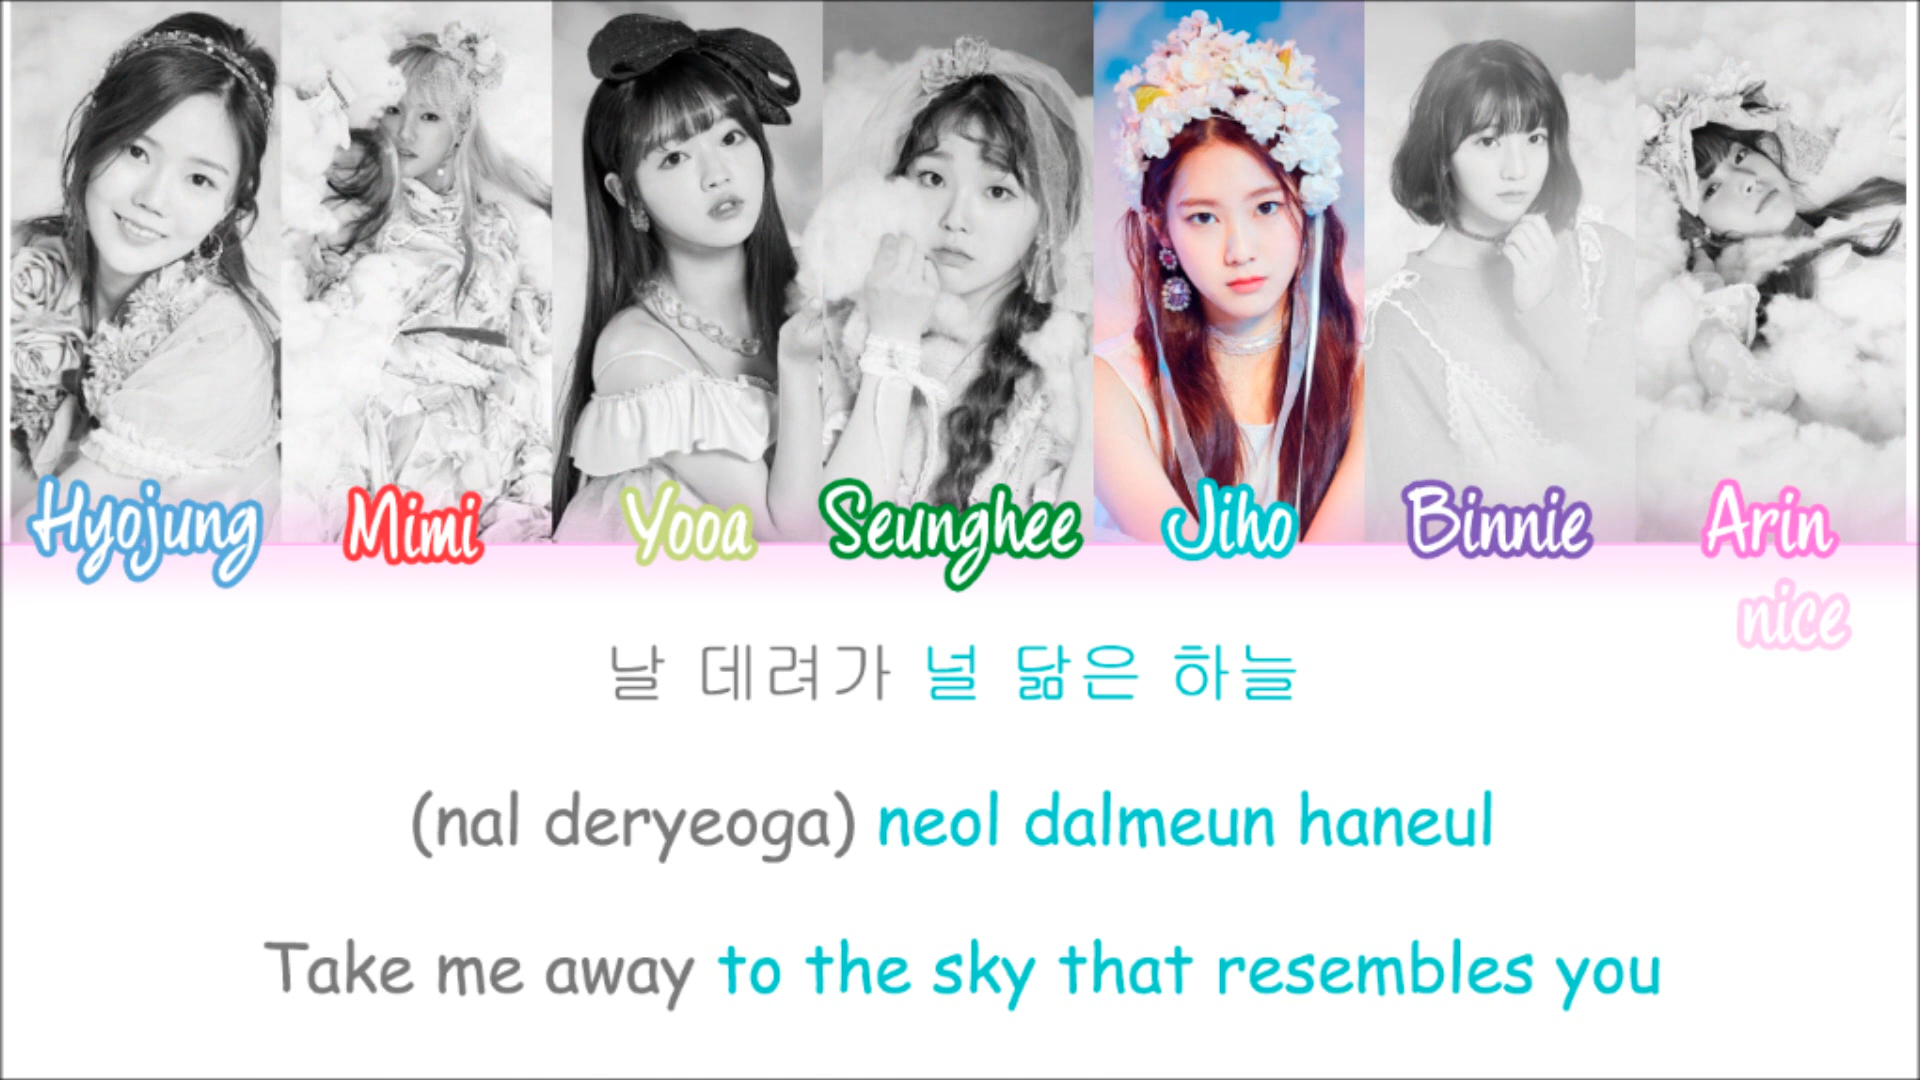 Hyojung Mimi Yooa Seunghee Jiho Binnie Arin
nice
날 데려가 널 닮은 하늘
(nal deryeoga) neol dalmeun haneul
Take me away to the sky that resembles you